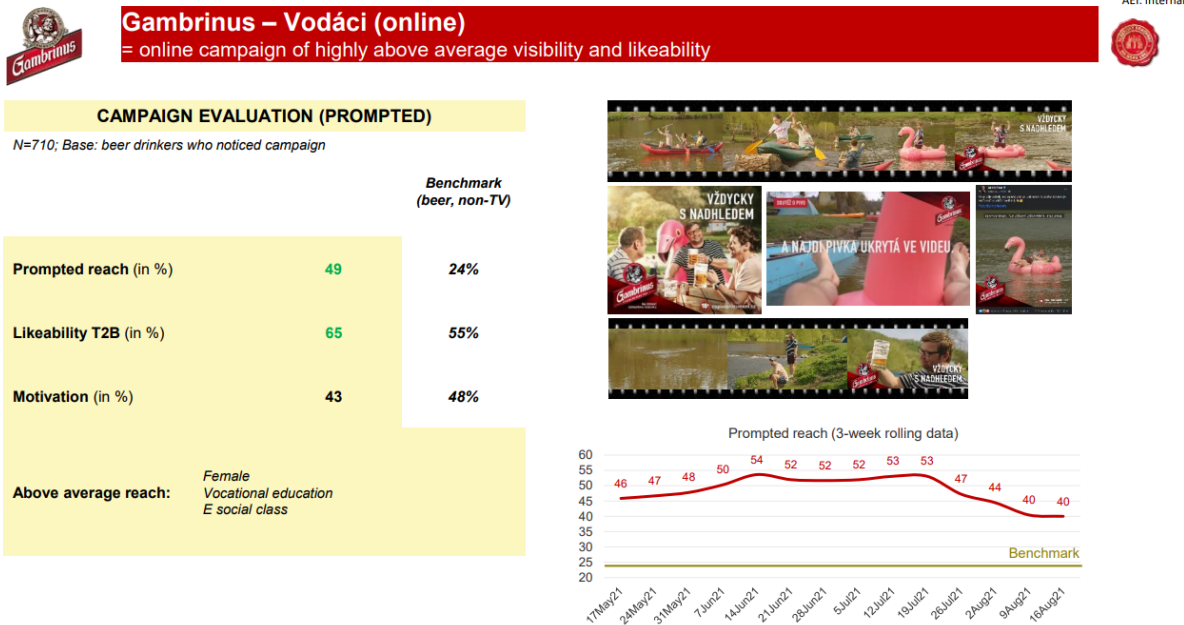 AEI: Internal
Gambrinus – Vodáci (online)
= online campaign of highly above average visibility and likeability
Gambrinus
CAMPAIGN EVALUATION (PROMPTED)
N=710; Base: beer drinkers who noticed campaign
Benchmark
(beer, non-TV)
Prompted reach (in %) 49 24%
Likeability T2B (in %) 65 55%
Motivation (in %) 43 48%
Above average reach:
Female
Vocational education
E social class
VŽDYCKY
S NADHLEDEM
VŽDYCKY
S NADHLEDEM
Gambrinus
SOUTĚŽ O PIVO
A NAJDI PIVKA UKRYTÁ VE VIDEU
VŽDYCKY
S NADHLEDEM
Prompted reach (3-week rolling data)
60
55
50
45
40
35
30
25
20
46 47 48 50 54 52 52 52 53 53 47 44 40 40
Benchmark
17May21 24May21 31May21 7Jun21 14Jun21 21Jun21 28Jun21 5Jul21 12Jul21 19Jul21 26Jul21 2Aug21 9Aug21 16Aug21